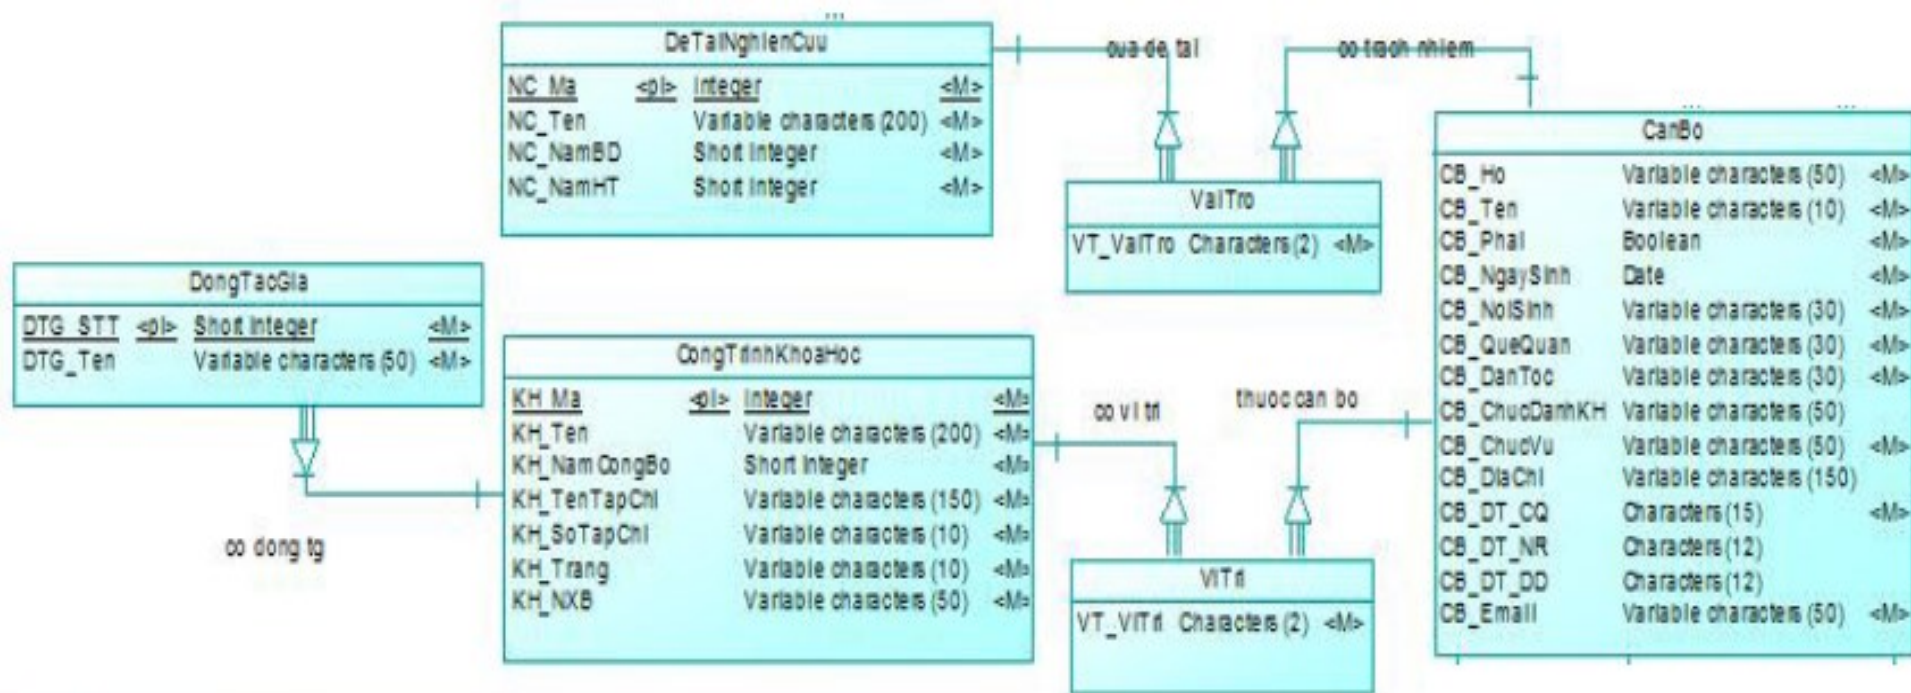 DeTaiNghienCuu
NC_Ma <pi> Integer <M>
NC_Ten Variable characters (200) <M>
NC_NamBD Short Integer <M>
NC_NamHT Short Integer <M>
cua de tai
co trach nhiem
VaiTro
VT_VaiTro Characters (2) <M>
CanBo
CB_Ho Variable characters (50) <M>
CB_Ten Variable characters (10) <M>
CB_Phai Boolean <M>
CB_NgaySinh Date <M>
CB_NoiSinh Variable characters (30) <M>
CB_QueQuan Variable characters (30) <M>
CB_DanToc Variable characters (30) <M>
CB_ChucDanhKH Variable characters (50)
CB_ChucVu Variable characters (50) <M>
CB_DiaChi Variable characters (150)
CB_DT_CQ Characters (15) <M>
CB_DT_NR Characters (12)
CB_DT_DD Characters (12)
CB_Email Variable characters (50) <M>
DongTacGia
DTG_STT <pi> Short Integer <M>
DTG_Ten Variable characters (50) <M>
co dong tg
CongTrinhKhoaHoc
KH_Ma <pi> Integer <M>
KH_Ten Variable characters (200) <M>
KH_NamCongBo Short Integer <M>
KH_TenTapChi Variable characters (150) <M>
KH_SoTapChi Variable characters (10) <M>
KH_Trang Variable characters (10) <M>
KH_NXB Variable characters (50) <M>
co vi tri
thuoc can bo
ViTri
VT_ViTri Characters (2) <M>